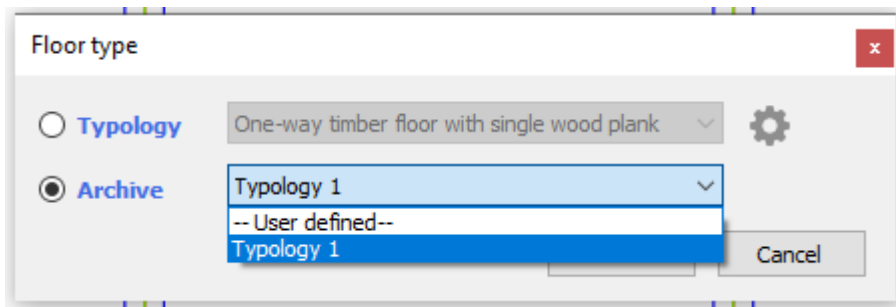 Floor type
x
Typology One-way timber floor with single wood plank
Archive Typology 1
-- User defined--
Typology 1
Cancel